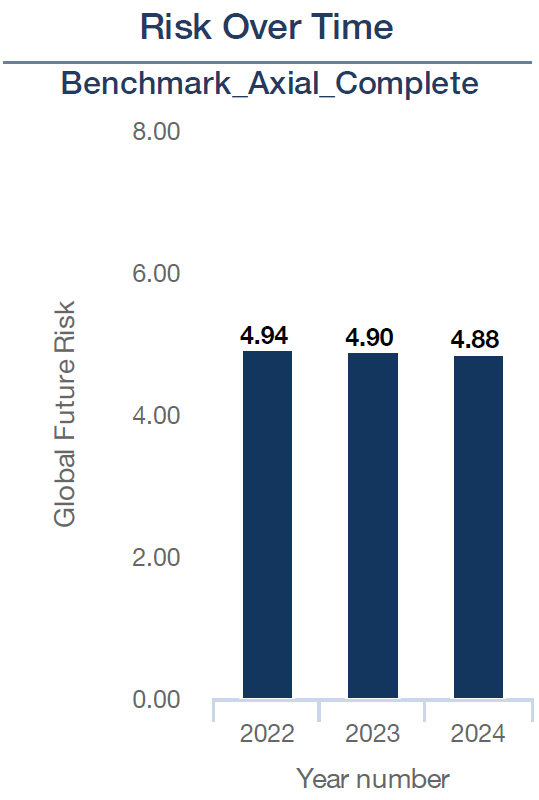 Risk Over Time
Benchmark_Axial_Complete
8.00
6.00
4.00
2.00
0.00
Global Future Risk
4.94
4.90
4.88
2022
2023
2024
Year number